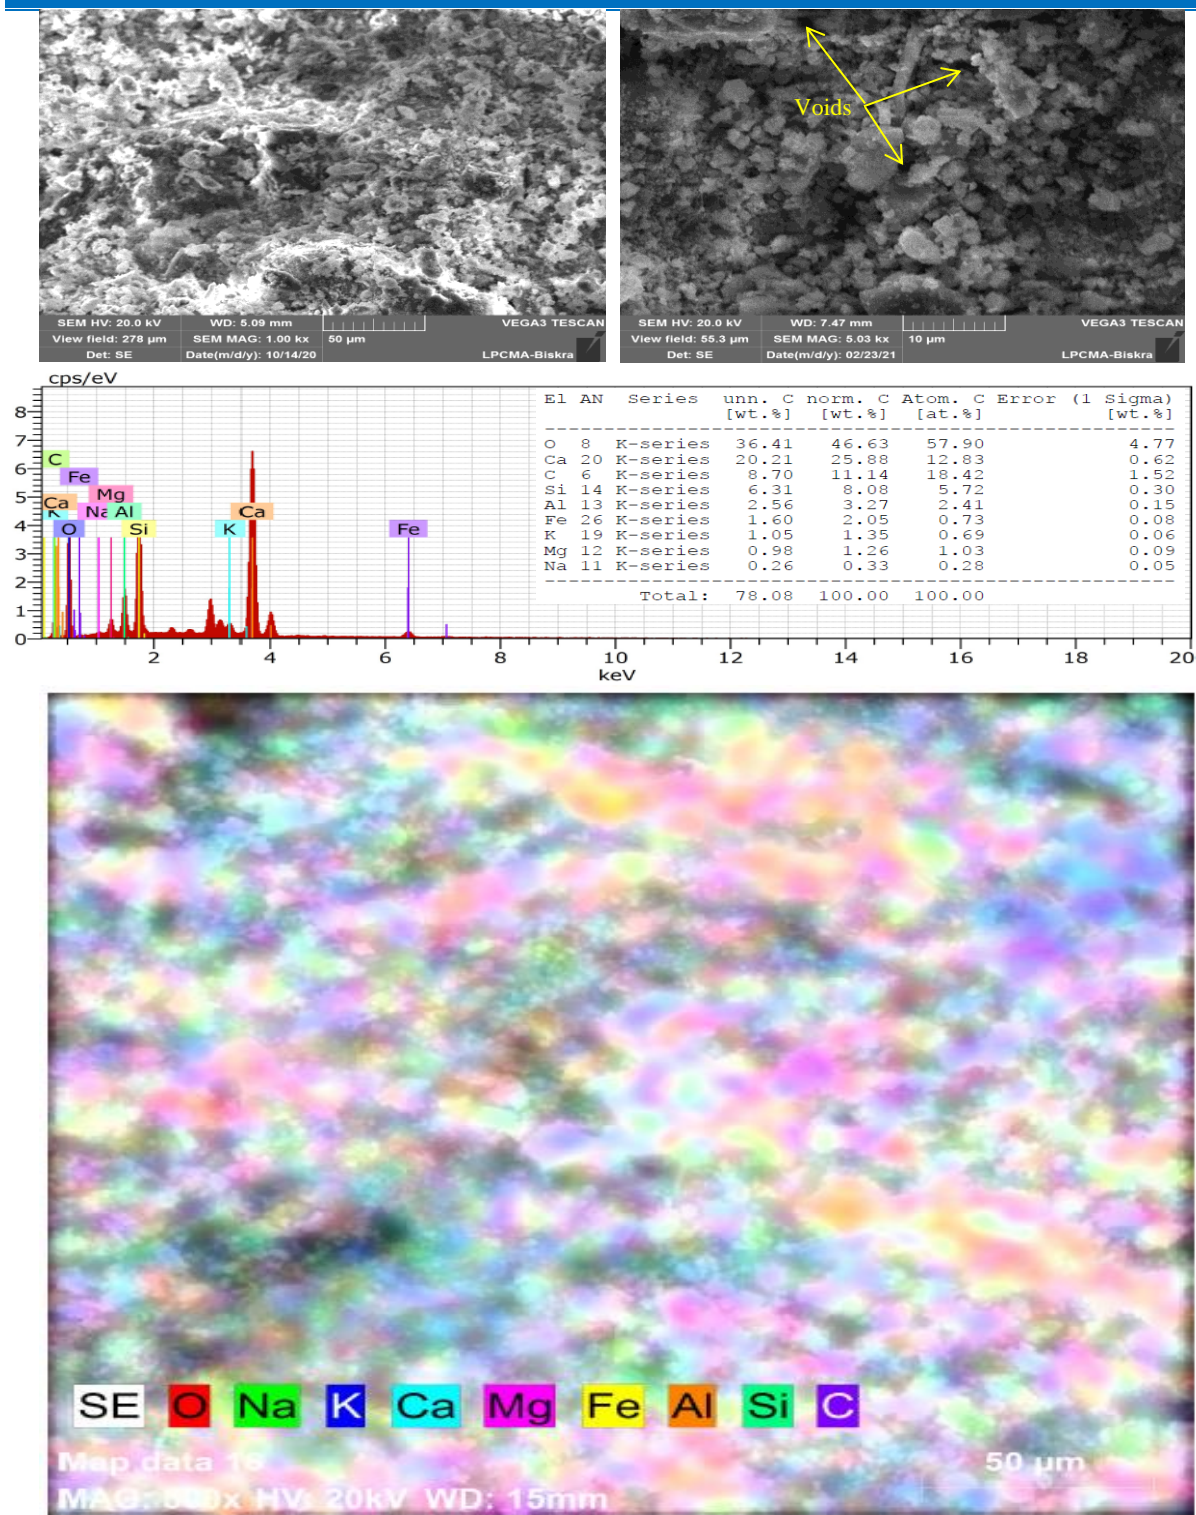 Voids
SEM HV: 20.0 kV WD: 5.09 mm VEGA3 TESCAN
View field: 278 µm SEM MAG: 1.00 kx 50 µm
Det: SE Date(m/d/y): 10/14/20 LPCMA-Biskra
SEM HV: 20.0 kV WD: 7.47 mm VEGA3 TESCAN
View field: 55.3 µm SEM MAG: 5.03 kx 10 µm
Det: SE Date(m/d/y): 02/23/21 LPCMA-Biskra
cps/eV
El AN Series unn. C norm. C Atom. C Error (1 Sigma)
[wt.%] [wt.%] [at.%] [wt.%]
O 8 K-series 36.41 46.63 57.90 4.77
Ca 20 K-series 20.21 25.88 12.83 0.62
C 6 K-series 8.70 11.14 18.42 1.52
Si 14 K-series 6.31 8.08 5.72 0.30
Al 13 K-series 2.56 3.27 2.41 0.15
Fe 26 K-series 1.60 2.05 0.73 0.08
K 19 K-series 1.05 1.35 0.69 0.06
Mg 12 K-series 0.98 1.26 1.03 0.09
Na 11 K-series 0.26 0.33 0.28 0.05
Total: 78.08 100.00 100.00
8
7
6
5
4
3
2
1
0
C
Fe
Mg
Ca
K Na Al Ca
O Si K Fe
2 4 6 8 10 12 14 16 18 20
keV
SE O Na K Ca Mg Fe Al Si C
Map data 50 µm
MAG: HV: 20kV WD: 15mm